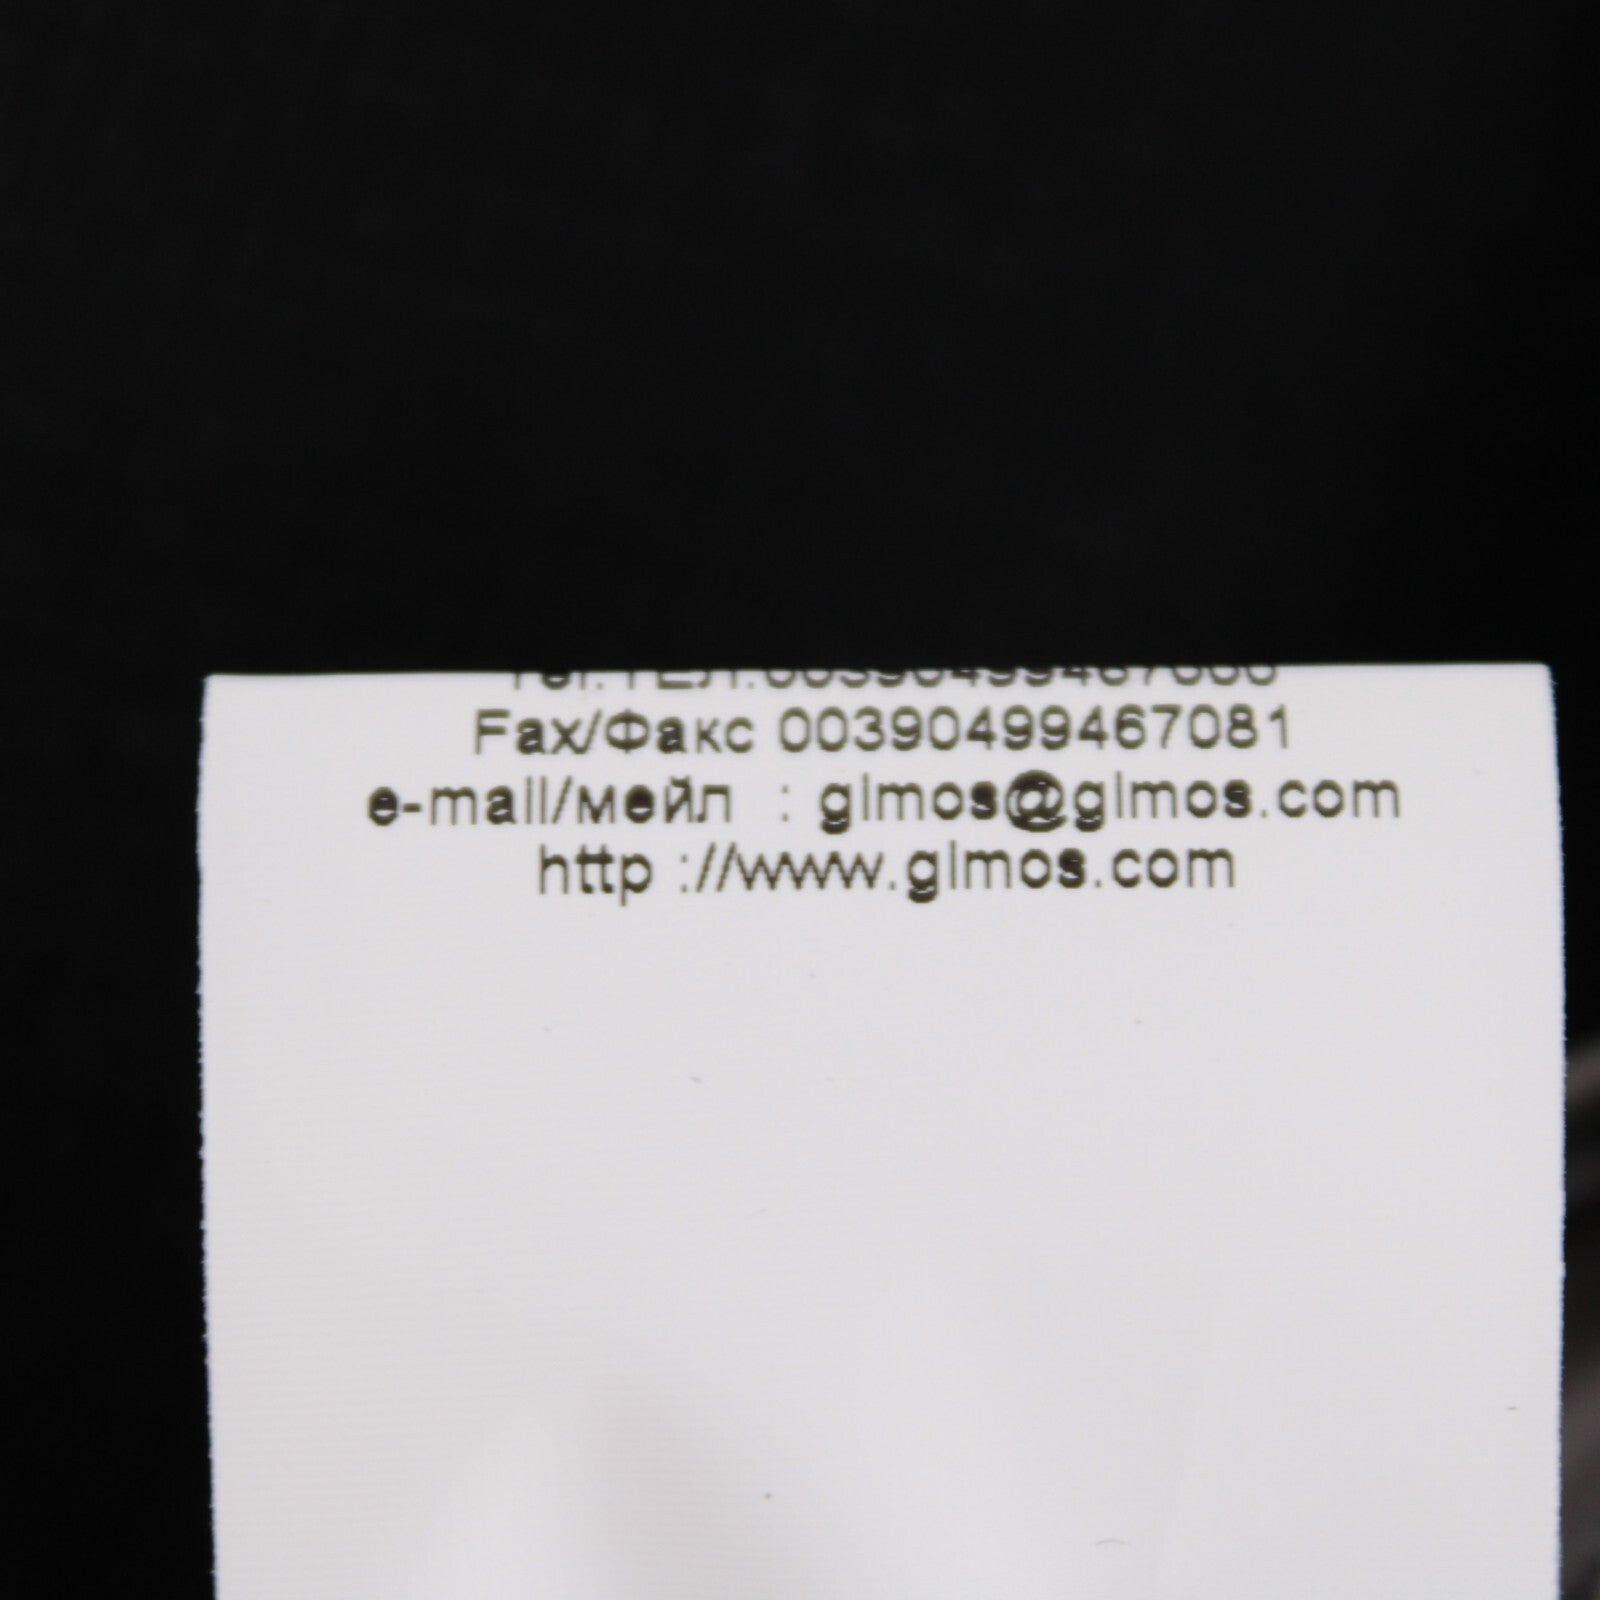 Fax/Факс 00390499467081
e-mail/мейл : glmos@glmos.com
http ://www.glmos.com